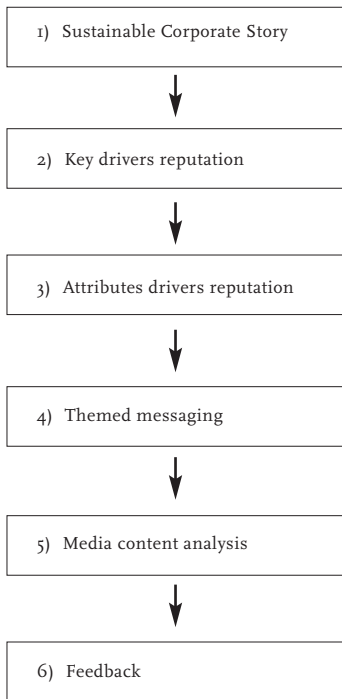 1) Sustainable Corporate Story
2) Key drivers reputation
3) Attributes drivers reputation
4) Themed messaging
5) Media content analysis
6) Feedback